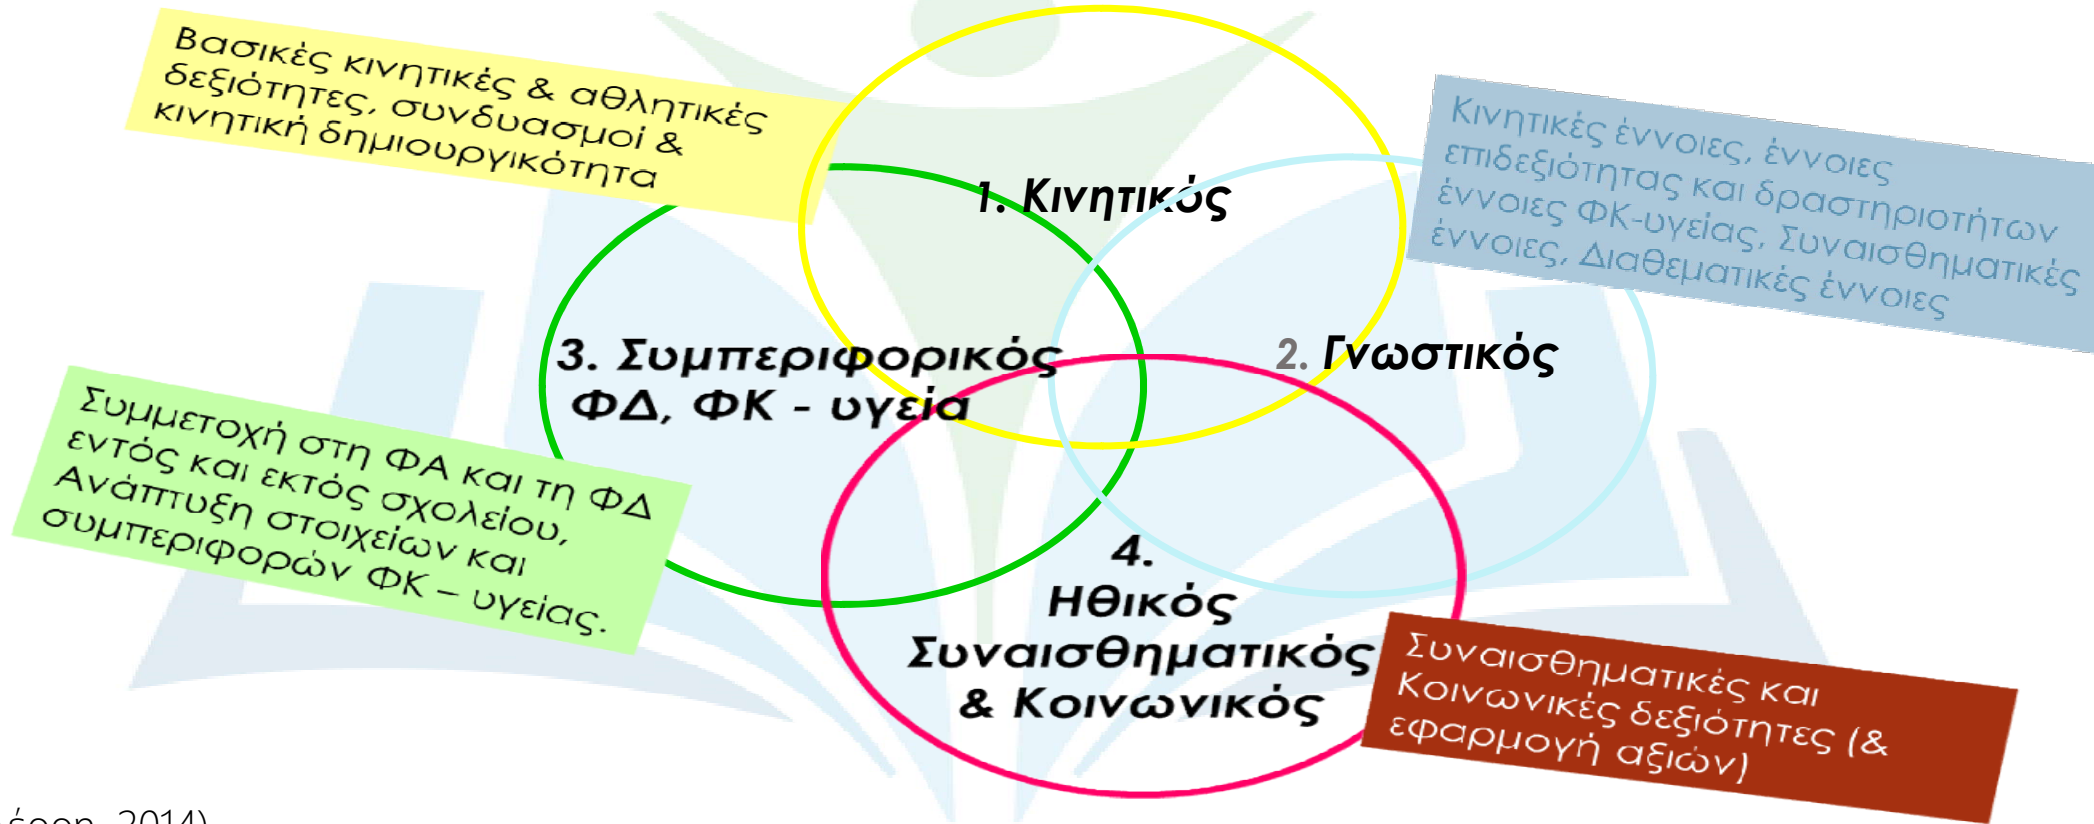 Βασικές κινητικές & αθλητικές
δεξιότητες, συνδυασμοί &
κινητική δημιουργικότητα
Κινητικές έννοιες, έννοιες
επιδεξιότητας και δραστηριοτήτων
έννοιες ΦΚ-υγείας, Συναισθηματικές
έννοιες, Διαθεματικές έννοιες
1. Κινητικός
2. Γνωστικός
3. Συμπεριφορικός
ΦΔ, ΦΚ - υγεία
Συμμετοχή στη ΦΑ και τη ΦΔ
εντός και εκτός σχολείου,
Ανάπτυξη στοιχείων και
συμπεριφορών ΦΚ – υγείας.
4.
Ηθικός
Συναισθηματικός
& Κοινωνικός
Συναισθηματικές και
Κοινωνικές δεξιότητες (&
εφαρμογή αξιών)
2014)